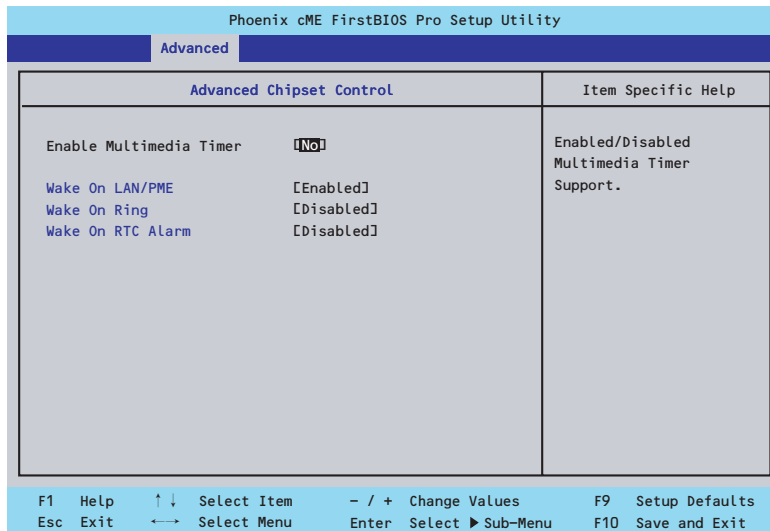 Phoenix cME FirstBIOS Pro Setup Utility
Advanced
Advanced Chipset Control
Item Specific Help
Enable Multimedia Timer [No]
Wake On LAN/PME [Enabled]
Wake On Ring [Disabled]
Wake On RTC Alarm [Disabled]
Enabled/Disabled
Multimedia Timer
Support.
F1 Help ↑↓ Select Item - / + Change Values F9 Setup Defaults
Esc Exit ←→ Select Menu Enter Select ▶ Sub-Menu F10 Save and Exit